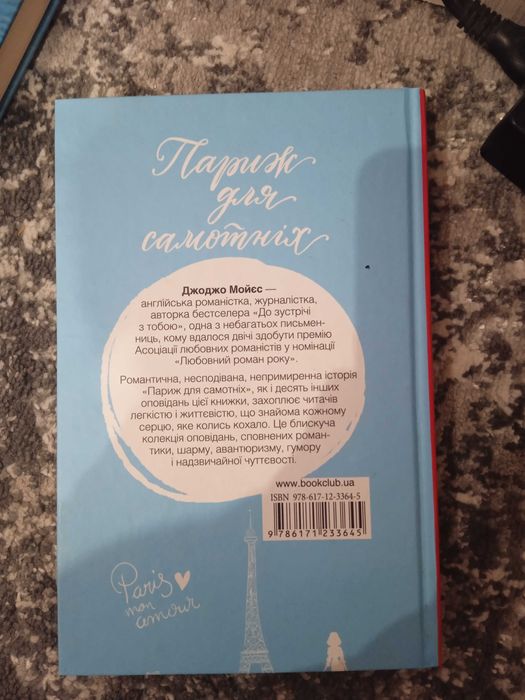 Париж
для
самотніх
Джоджо Мойєс —
англійська романістка, журналістка,
авторка бестселера «До зустрічі
з тобою», одна з небагатьох письмен-
ниць, кому вдалося двічі здобути премію
Асоціації любовних романістів у номінації
«Любовний роман року».
Романтична, несподівана, непримиренна історія
«Париж для самотніх», як і десять інших
оповідань цієї книжки, захоплює читачів
легкістю і життєвістю, що знайома кожному
серцю, яке колись кохало. Це блискуча
колекція оповідань, сповнених роман-
тики, шарму, авантюризму, гумору
і надзвичайної чуттєвості.
www.bookclub.ua
ISBN 978-617-12-3364-5
9 786171 233645
Paris
mon
amour